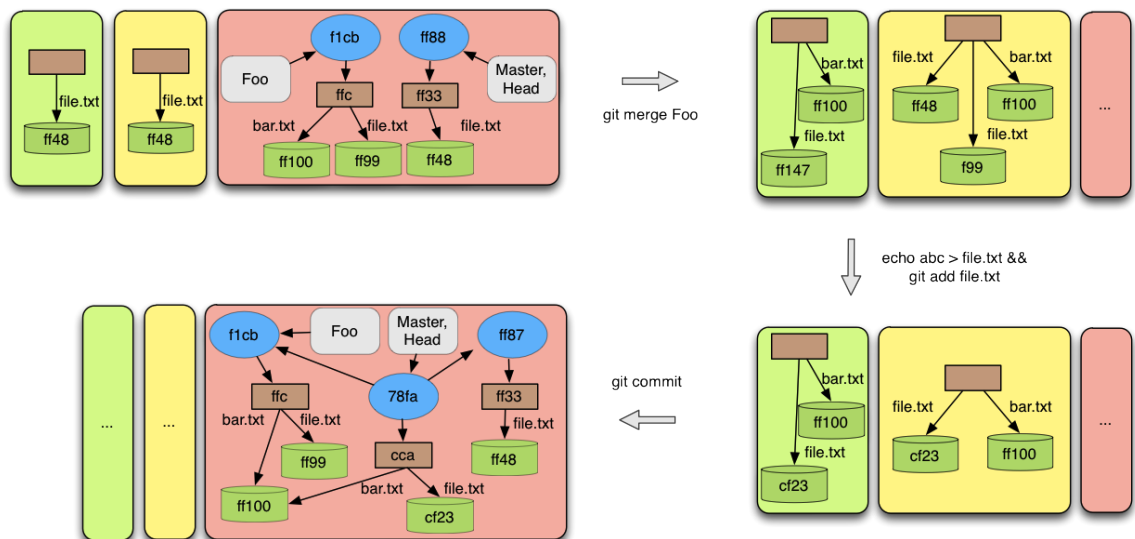 file.txt
ff48
file.txt
ff48
f1cb
ff88
Foo
Master,
Head
ffc
ff33
bar.txt
file.txt
file.txt
ff100
ff99
ff48
git merge Foo
bar.txt
ff100
file.txt
ff147
file.txt
bar.txt
ff48
ff100
file.txt
f99
...
echo abc > file.txt &&
git add file.txt
bar.txt
ff100
file.txt
cf23
file.txt
bar.txt
cf23
ff100
...
git commit
...
...
f1cb
Foo
Master,
Head
ff87
ffc
78fa
ff33
bar.txt
file.txt
file.txt
ff99
cca
ff48
bar.txt
file.txt
ff100
cf23